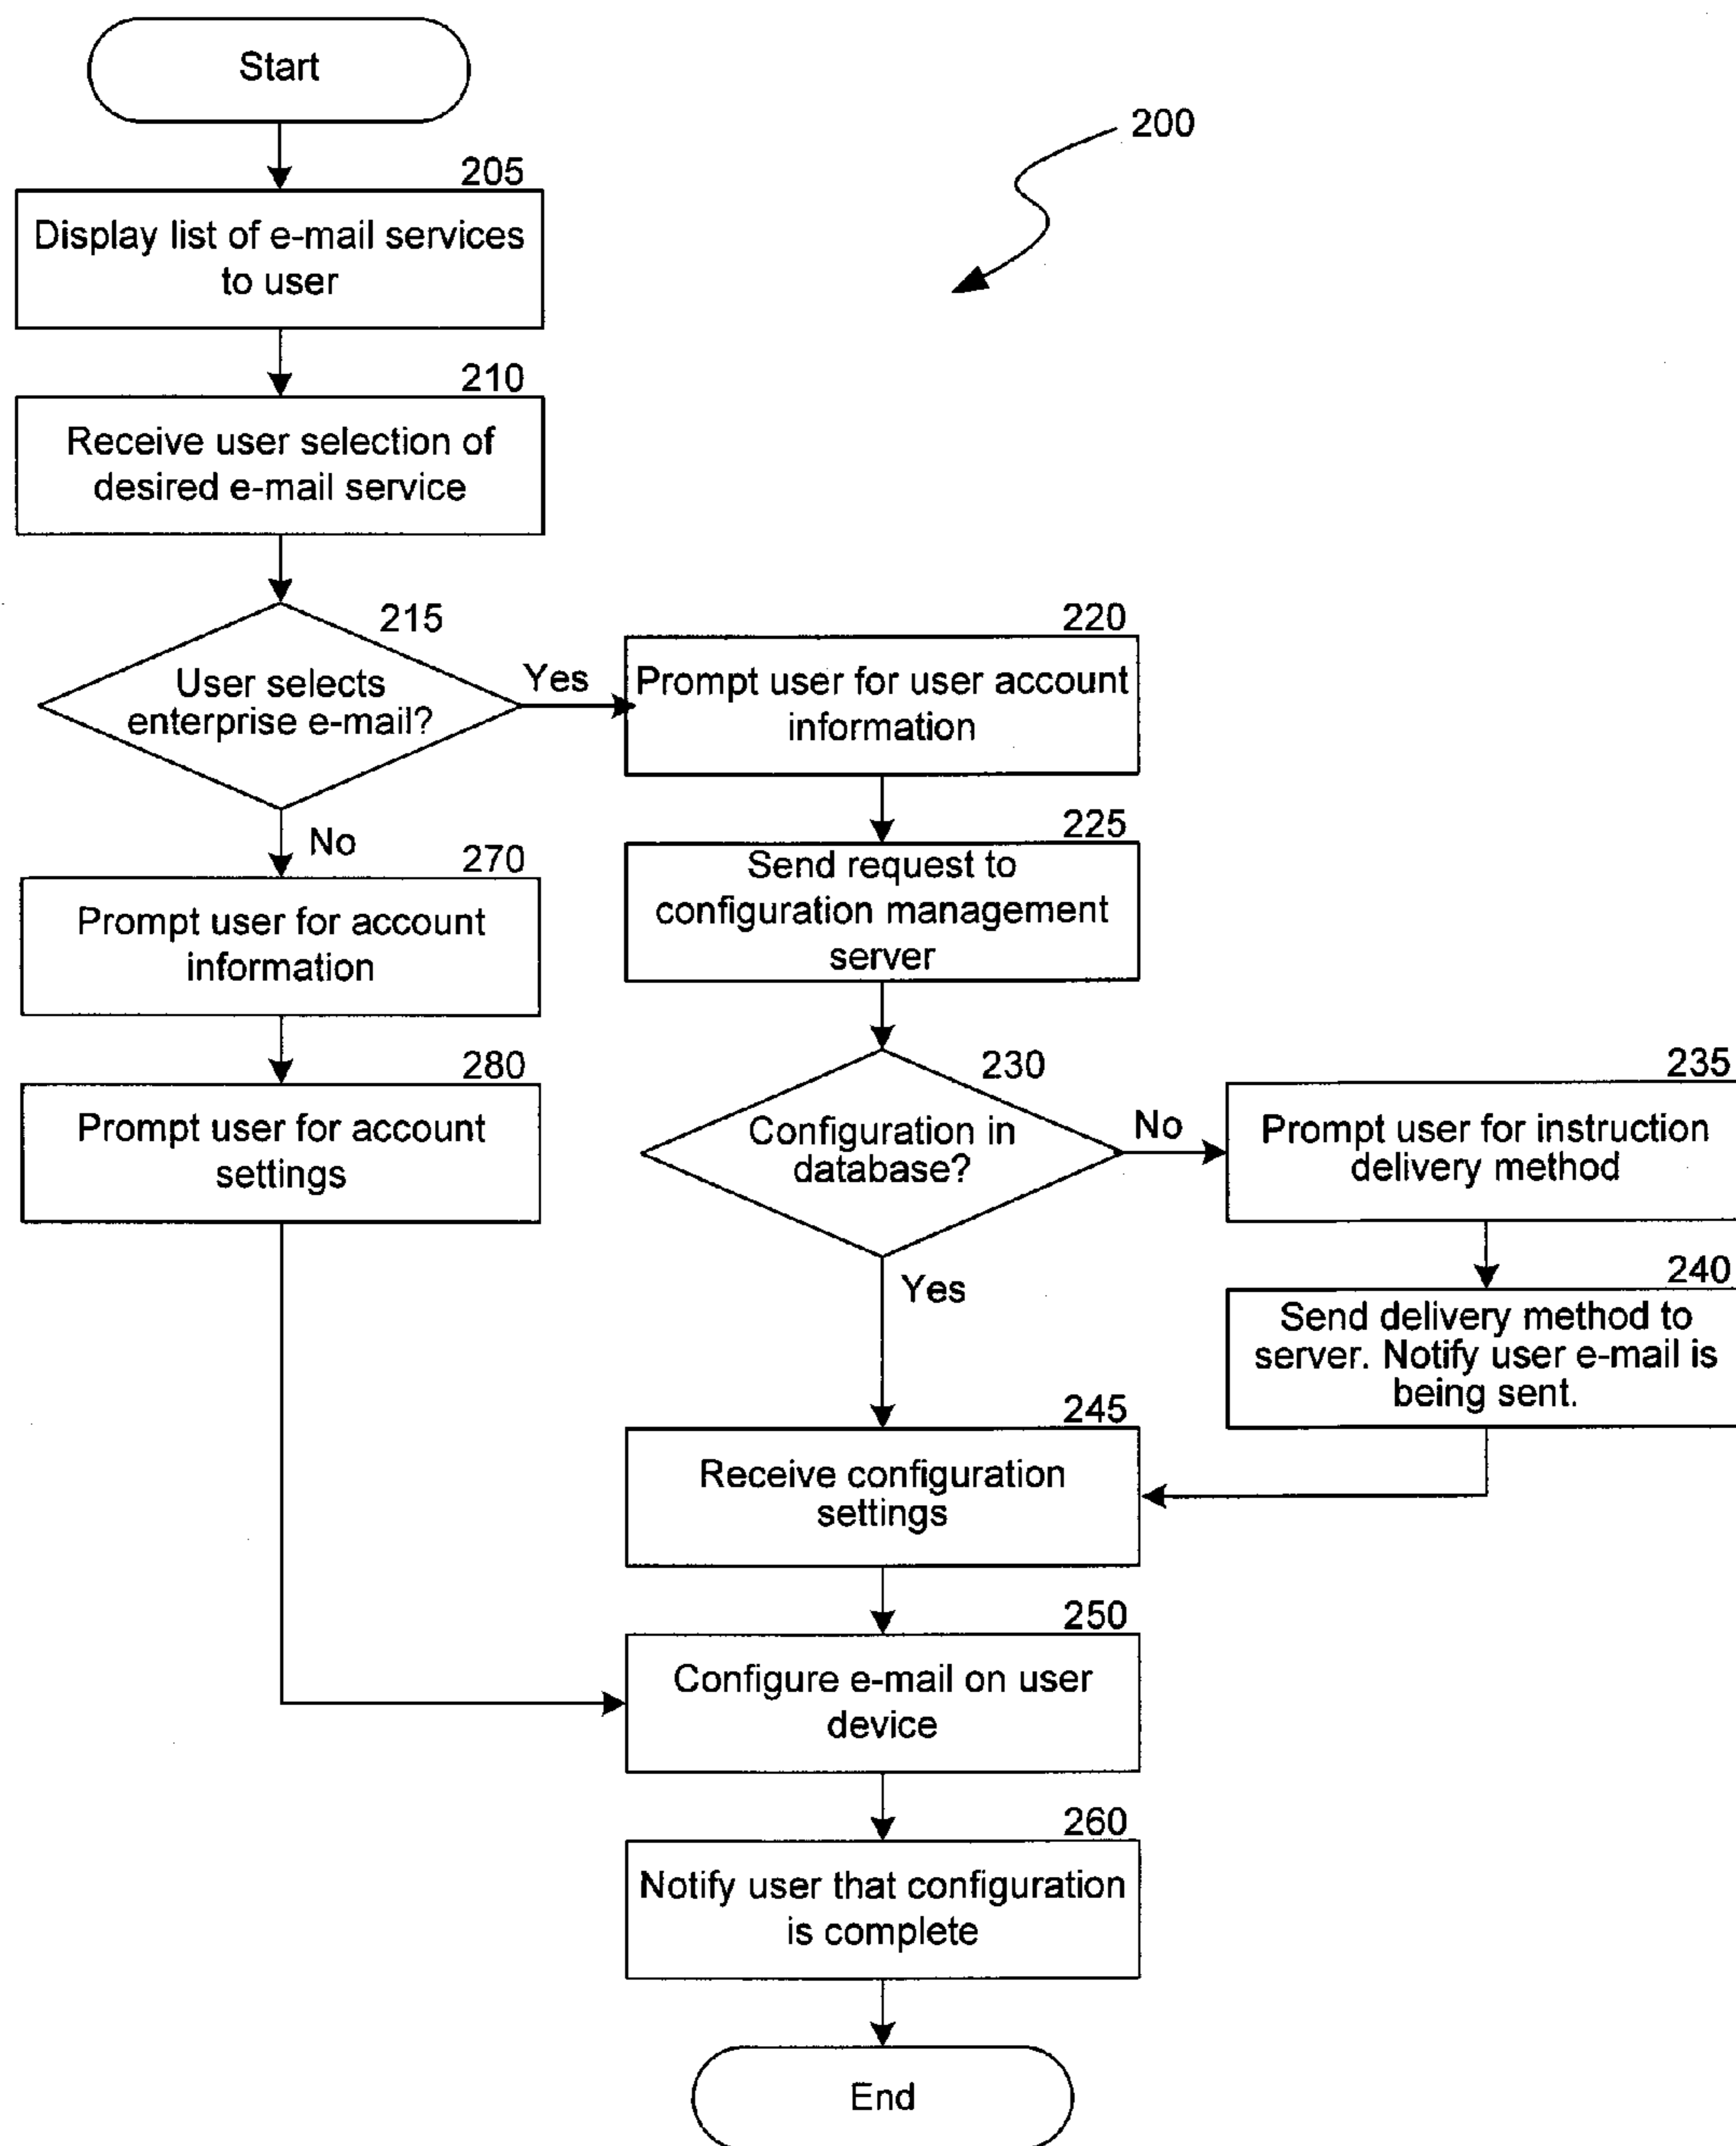 Start
200
205
Display list of e-mail services
to user
210
Receive user selection of
desired e-mail service
215
User selects
enterprise e-mail?
Yes
220
Prompt user for user account
information
No
225
Send request to
configuration management
server
270
Prompt user for account
information
230
Configuration in
database?
No
235
Prompt user for instruction
delivery method
280
Prompt user for account
settings
Yes
240
Send delivery method to
server. Notify user e-mail is
being sent.
245
Receive configuration
settings
250
Configure e-mail on user
device
260
Notify user that configuration
is complete
End